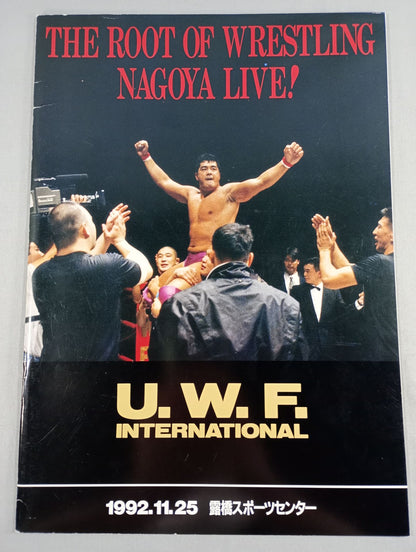 THE ROOT OF WRESTLING
NAGOYA LIVE!
U.W.F.
INTERNATIONAL
1992.11.25 露橋スポーツセンター